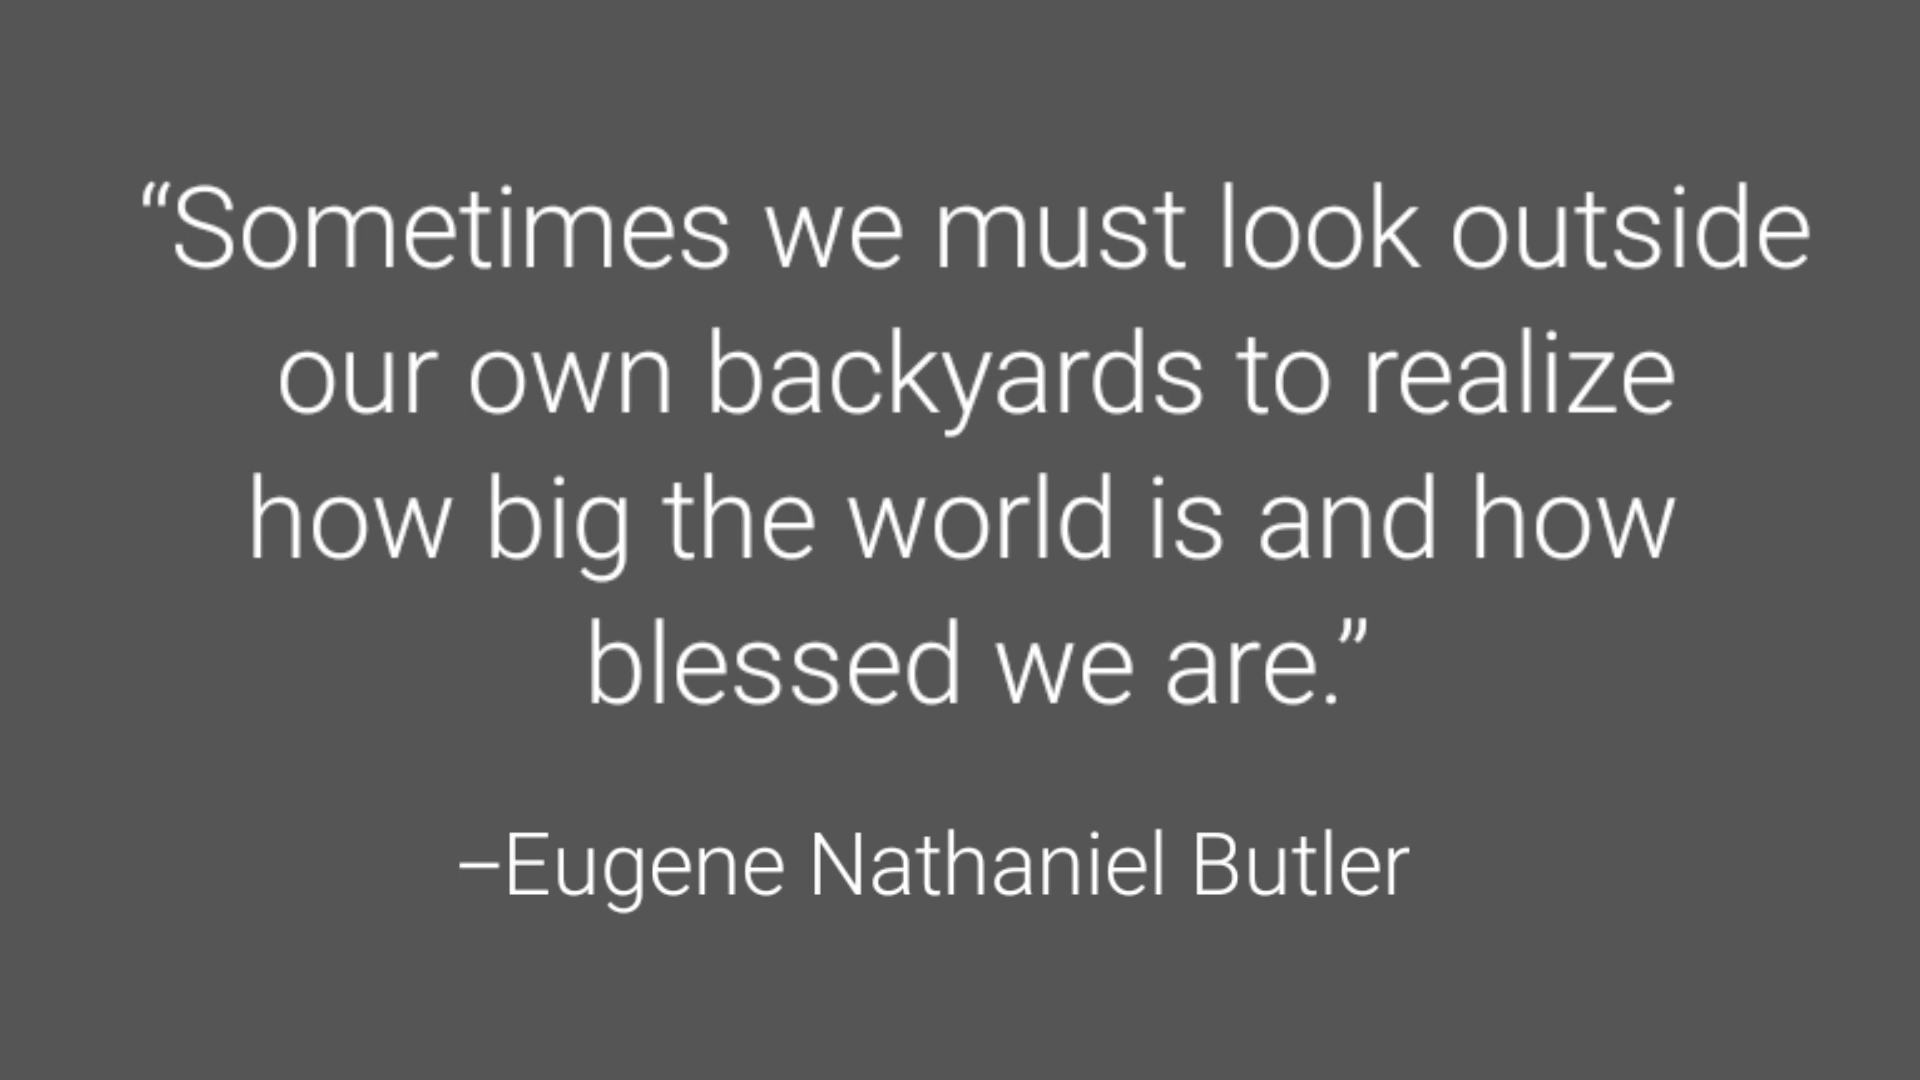 “Sometimes we must look outside
our own backyards to realize
how big the world is and how
blessed we are.”
–Eugene Nathaniel Butler